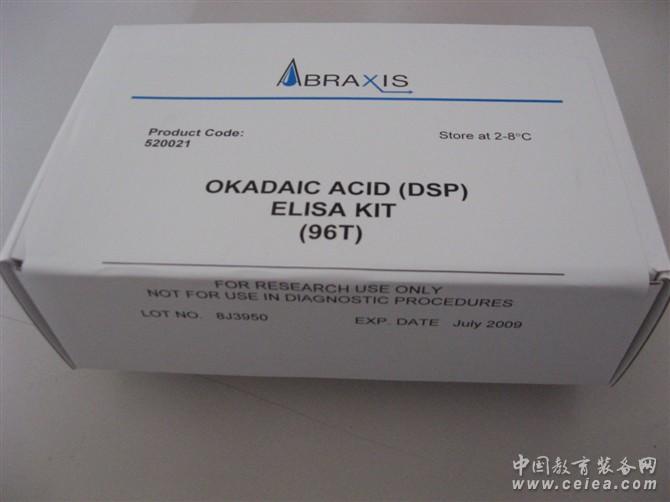 ABRAXIS
Product Code:
520021
Store at 2-8°C
OKADAIC ACID (DSP)
ELISA KIT
(96T)
FOR RESEARCH USE ONLY
NOT FOR USE IN DIAGNOSTIC PROCEDURES
LOT NO. 8J3950 EXP. DATE July 2009
中国教育装备网
www.ceiea.com